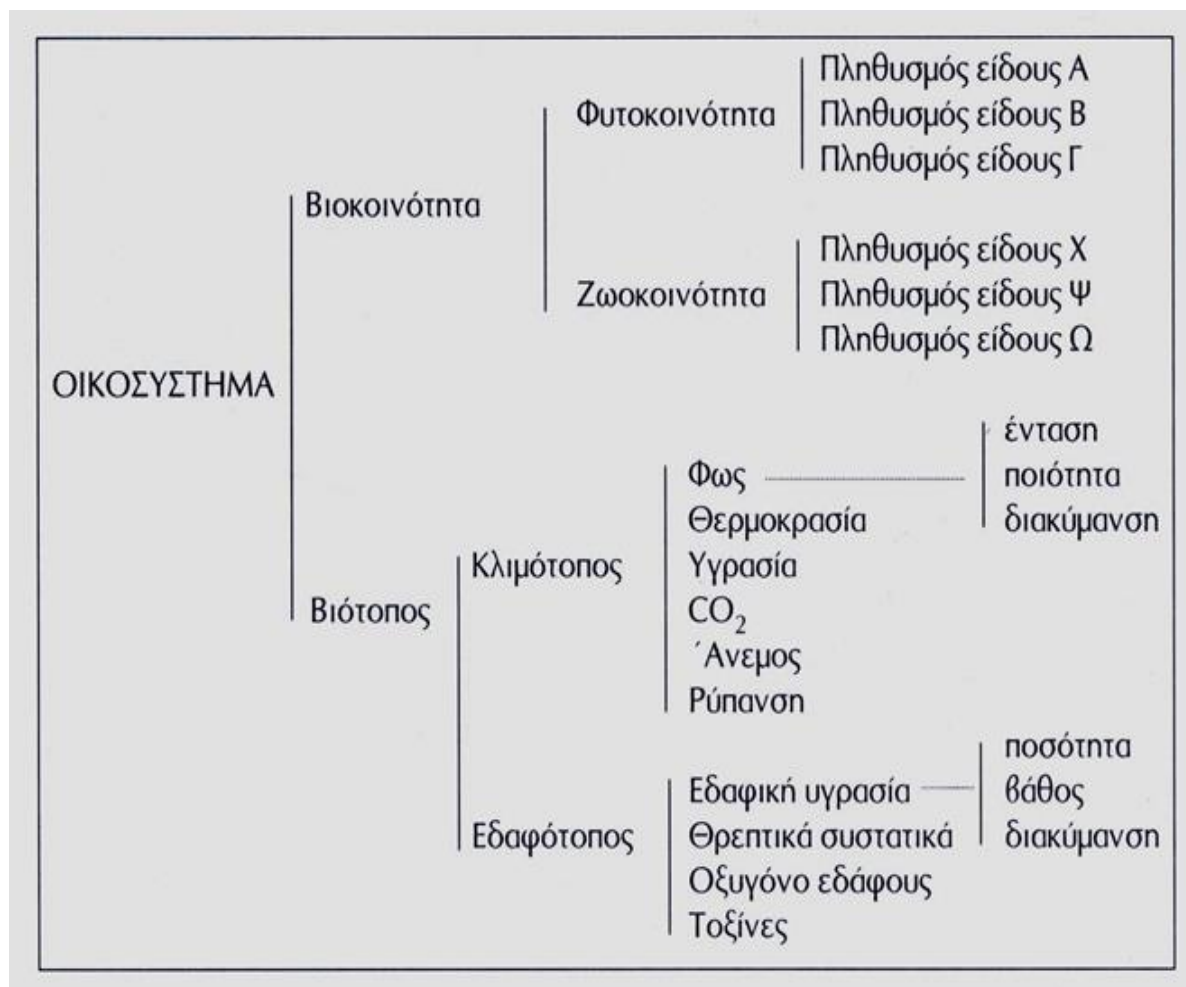 Πληθυσμός είδους Α
Φυτοκοινότητα
Πληθυσμός είδους Β
Πληθυσμός είδους Γ
Βιοκοινότητα
Πληθυσμός είδους Χ
Ζωοκοινότητα
Πληθυσμός είδους Ψ
Πληθυσμός είδους Ω
ΟΙΚΟΣΥΣΤΗΜΑ
ένταση
Φως
ποιότητα
Θερμοκρασία
διακύμανση
Κλιμότοπος
Υγρασία
Βιότοπος
CO₂
Άνεμος
Ρύπανση
ποσότητα
Εδαφική υγρασία
βάθος
Εδαφότοπος
Θρεπτικά συστατικά
διακύμανση
Οξυγόνο εδάφους
Τοξίνες